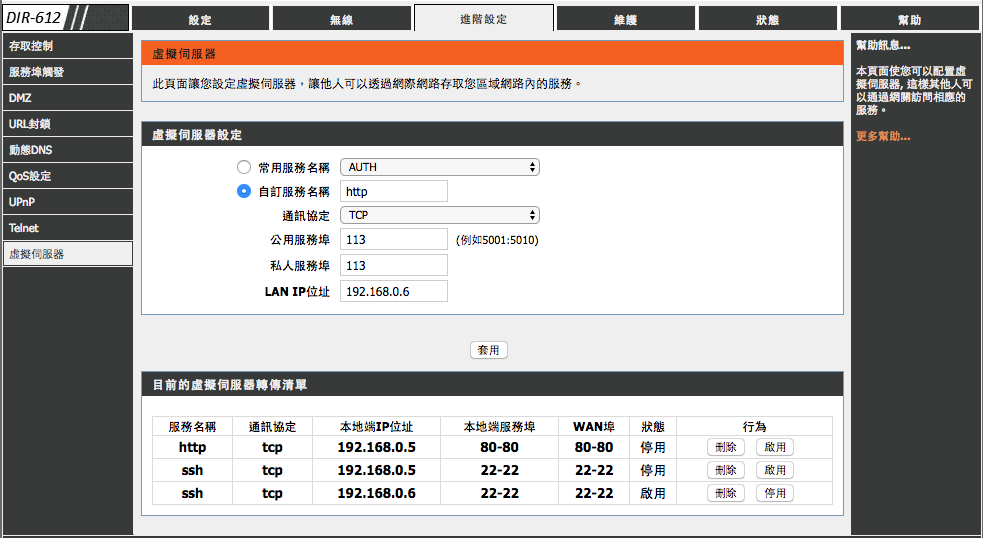 DIR-612
設定
無線
進階設定
維護
狀態
幫助
存取控制
服務埠觸發
DMZ
URL封鎖
動態DNS
QoS設定
UPnP
Telnet
虛擬伺服器
虛擬伺服器
此頁面讓您設定虛擬伺服器，讓他人可以透過網際網路存取您區域網路內的服務。
虛擬伺服器設定
常用服務名稱 AUTH
自訂服務名稱 http
通訊協定 TCP
公用服務埠 113 (例如5001:5010)
私人服務埠 113
LAN IP位址 192.168.0.6
套用
目前的虛擬伺服器轉傳清單
服務名稱 通訊協定 本地端IP位址 本地端服務埠 WAN埠 狀態 行為
http tcp 192.168.0.5 80-80 80-80 停用 刪除 啟用
ssh tcp 192.168.0.5 22-22 22-22 停用 刪除 啟用
ssh tcp 192.168.0.6 22-22 22-22 啟用 刪除 停用
幫助訊息...
本頁面使您可以配置虛
擬伺服器, 這樣其他人可
以通過網關訪問相應的
服務。
更多幫助...